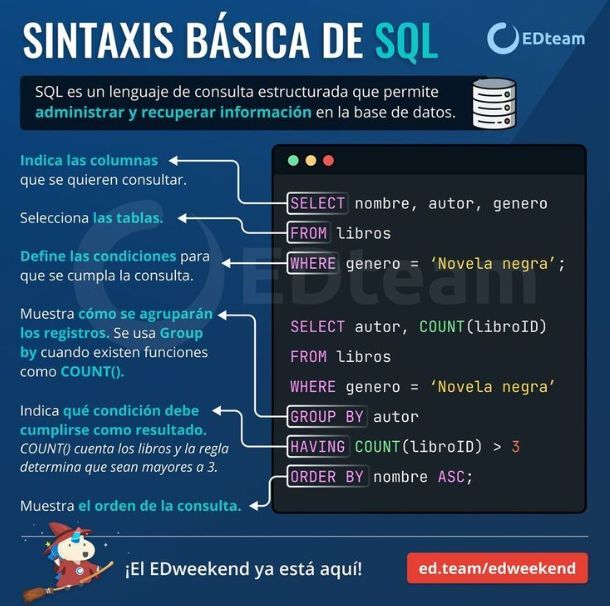 SINTAXIS BÁSICA DE SQL
EDteam
SQL es un lenguaje de consulta estructurada que permite
administrar y recuperar información en la base de datos.
Indica las columnas
que se quieren consultar.
Selecciona las tablas.
Define las condiciones para
que se cumpla la consulta.
Muestra cómo se agruparán
los registros. Se usa Group
by cuando existen funciones
como COUNT().
Indica qué condición debe
cumplirse como resultado.
COUNT() cuenta los libros y la regla
determina que sean mayores a 3.
Muestra el orden de la consulta.
SELECT nombre, autor, genero
FROM libros
WHERE genero = ‘Novela negra’;
SELECT autor, COUNT(libroID)
FROM libros
WHERE genero = ‘Novela negra’
GROUP BY autor
HAVING COUNT(libroID) > 3
ORDER BY nombre ASC;
EDteam
¡El EDweekend ya está aquí!
ed.team/edweekend